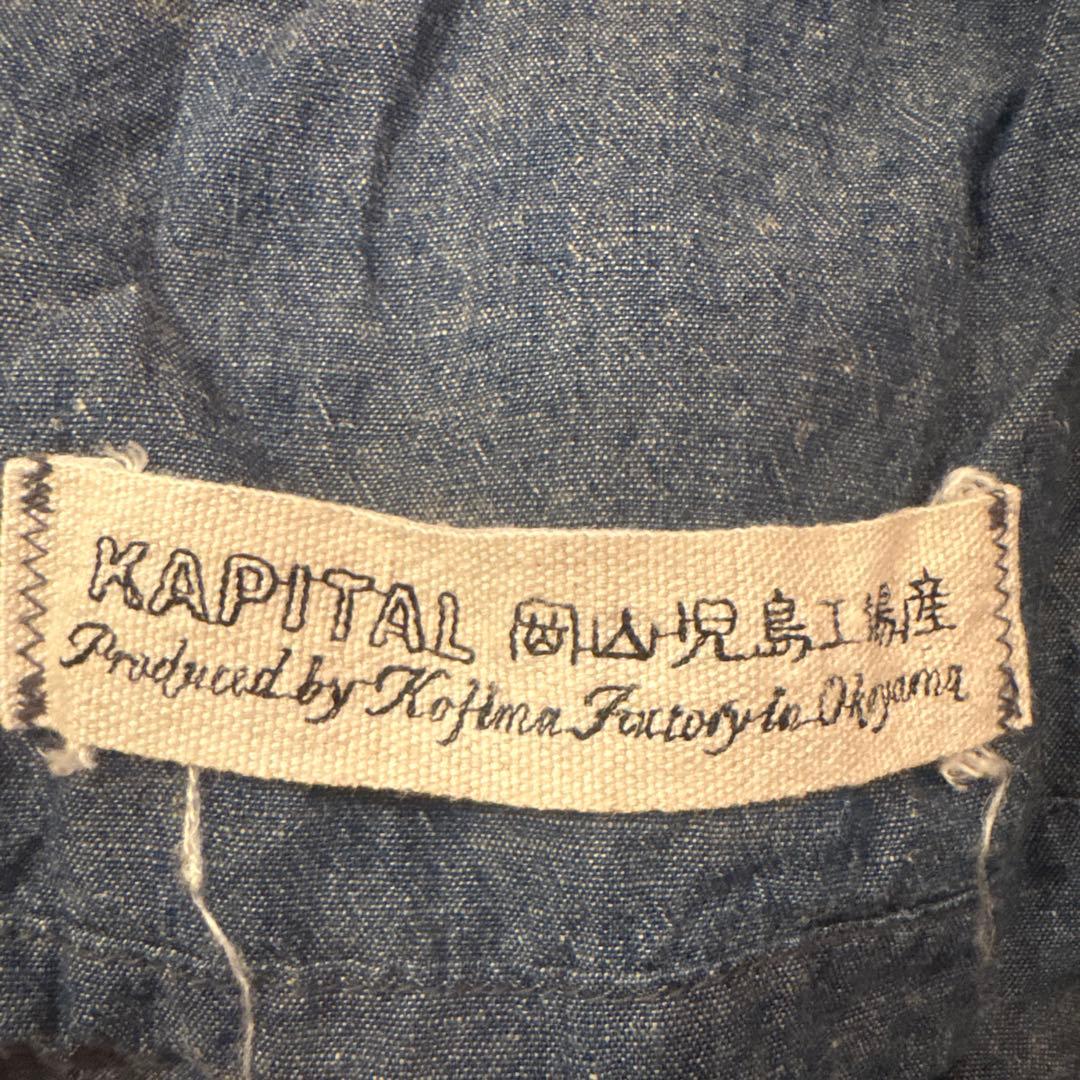 KAPITAL 岡山児島工場産
Produced by Kojima Factory in Okayama